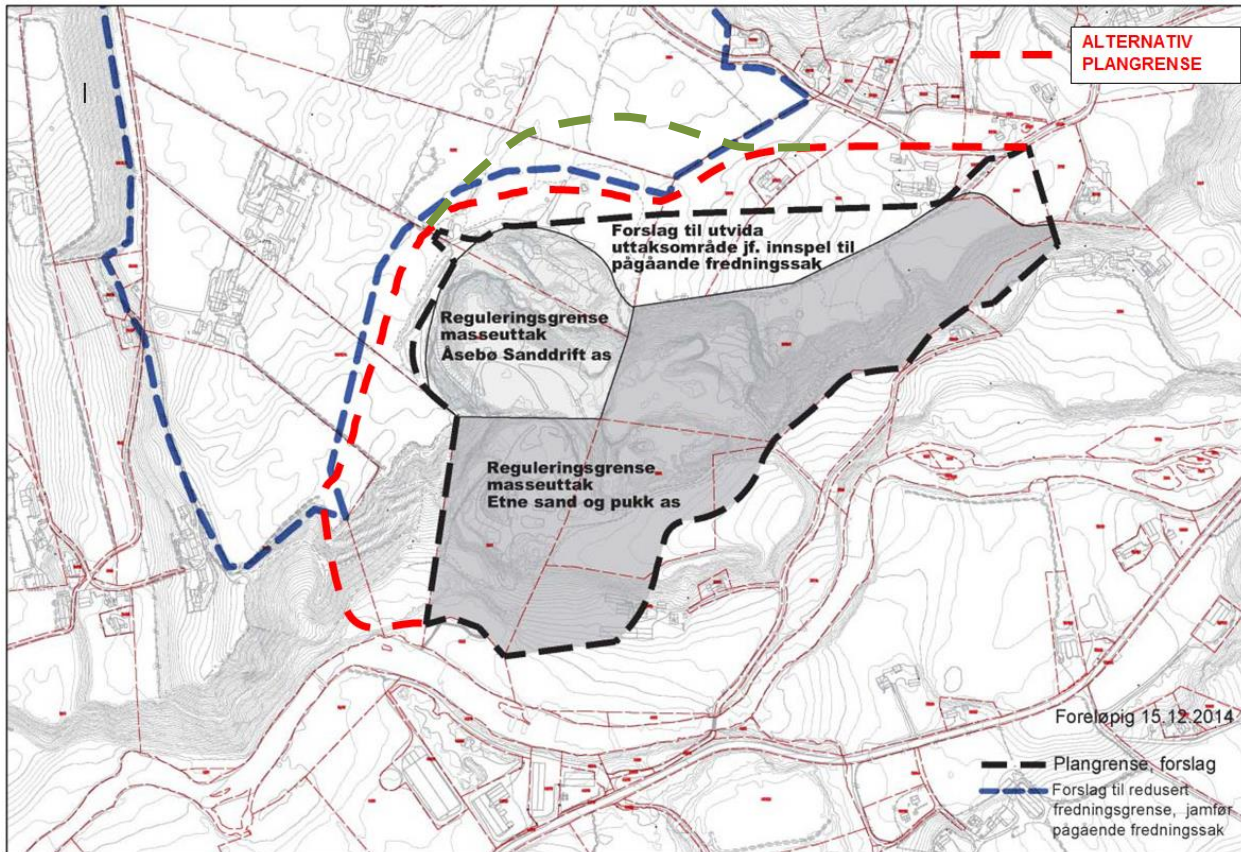 ALTERNATIV
PLANGRENSE
Forslag til utvida
uttaksområde jf. innspel til
pågåande fredningssak
Reguleringsgrense
masseuttak
Åsebø Sanddrift as
Reguleringsgrense
masseuttak
Etne sand og pukk as
Foreløpig 15.12.2014
Plangrense, forslag
Forslag til redusert
fredningsgrense, jamfør
pågående fredningssak